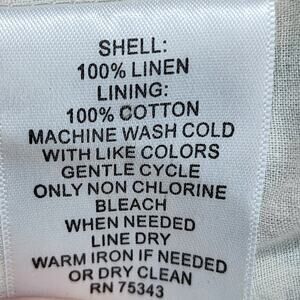 SHELL:
100% LINEN
LINING:
100% COTTON
MACHINE WASH COLD
WITH LIKE COLORS
GENTLE CYCLE
ONLY NON CHLORINE
BLEACH
WHEN NEEDED
LINE DRY
WARM IRON IF NEEDED
OR DRY CLEAN
RN 75343